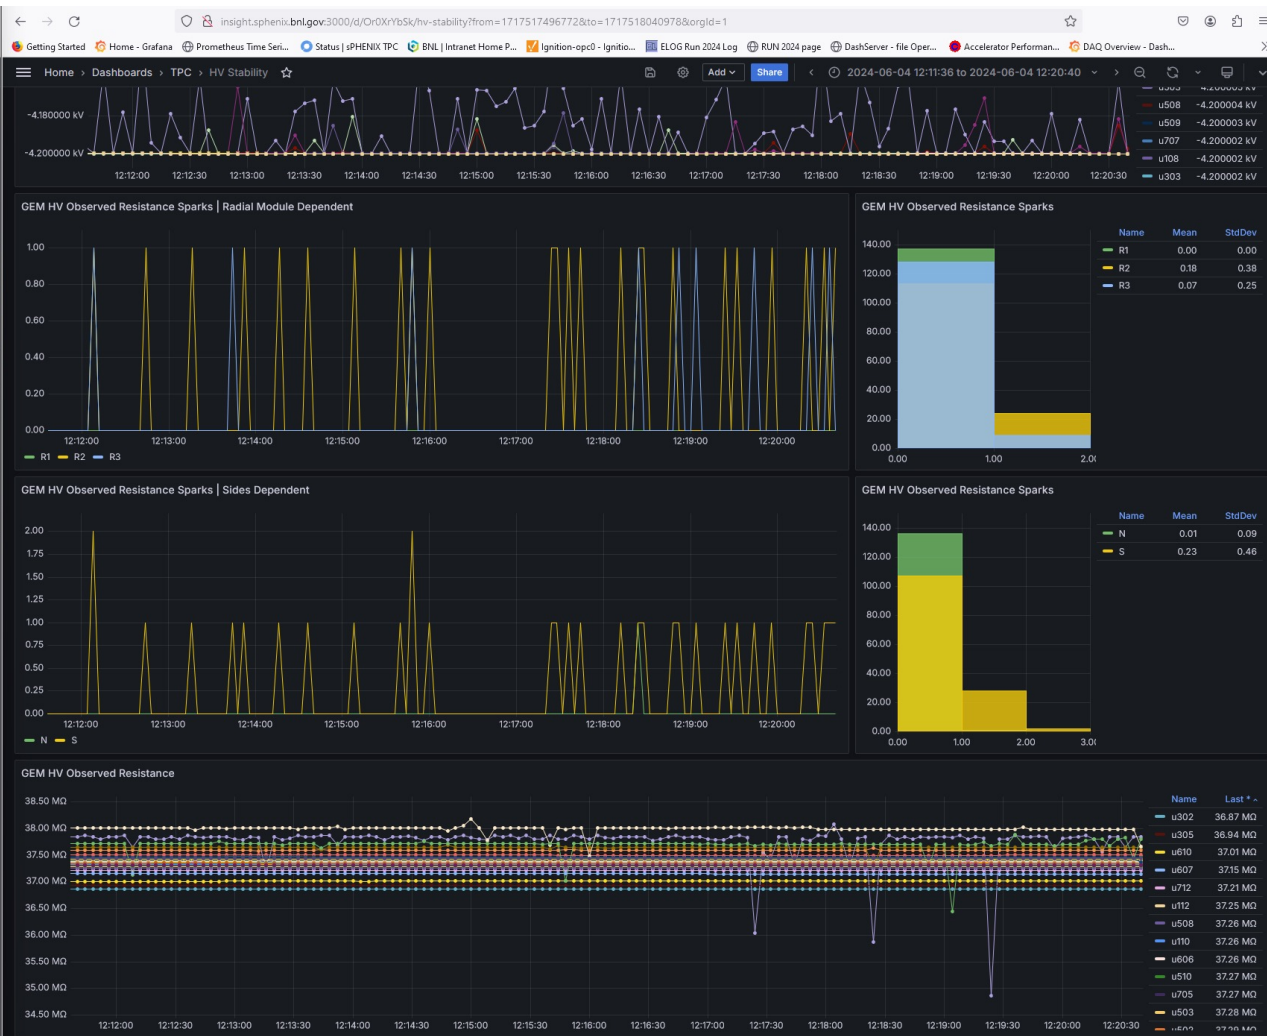 insight.sphenix.bnl.gov:3000/d/Or0XrYbSk/hv-stability?from=1717517496772&to=1717518040978&orgId=1
Getting Started Home - Grafana Prometheus Time Seri... Status | sPHENIX TPC BNL | Intranet Home P... Ignition-opc0 - Ignitio... ELOG Run 2024 Log RUN 2024 page DashServer - file Oper... Accelerator Performan... DAQ Overview - Dash...
Home > Dashboards > TPC > HV Stability Add Share 2024-06-04 12:11:36 to 2024-06-04 12:20:40
-4.180000 kV
-4.200000 kV
12:12:00 12:12:30 12:13:00 12:13:30 12:14:00 12:14:30 12:15:00 12:15:30 12:16:00 12:16:30 12:17:00 12:17:30 12:18:00 12:18:30 12:19:00 12:19:30 12:20:00 12:20:30
u508 -4.200004 kV
u509 -4.200003 kV
u707 -4.200002 kV
u108 -4.200002 kV
u303 -4.200002 kV
GEM HV Observed Resistance Sparks | Radial Module Dependent
1.00
0.80
0.60
0.40
0.20
0.00
12:12:00 12:13:00 12:14:00 12:15:00 12:16:00 12:17:00 12:18:00 12:19:00 12:20:00
R1 R2 R3
GEM HV Observed Resistance Sparks
140.00
120.00
100.00
80.00
60.00
40.00
20.00
0.00
0.00 1.00
Name Mean StdDev
R1 0.00 0.00
R2 0.18 0.38
R3 0.07 0.25
GEM HV Observed Resistance Sparks | Sides Dependent
2.00
1.75
1.50
1.25
1.00
0.75
0.50
0.25
0.00
12:12:00 12:13:00 12:14:00 12:15:00 12:16:00 12:17:00 12:18:00 12:19:00 12:20:00
N S
GEM HV Observed Resistance Sparks
140.00
120.00
100.00
80.00
60.00
40.00
20.00
0.00
0.00 1.00 2.00
Name Mean StdDev
N 0.01 0.09
S 0.23 0.46
GEM HV Observed Resistance
38.50 MΩ
38.00 MΩ
37.50 MΩ
37.00 MΩ
36.50 MΩ
36.00 MΩ
35.50 MΩ
35.00 MΩ
34.50 MΩ
12:12:00 12:12:30 12:13:00 12:13:30 12:14:00 12:14:30 12:15:00 12:15:30 12:16:00 12:16:30 12:17:00 12:17:30 12:18:00 12:18:30 12:19:00 12:19:30 12:20:00 12:20:30
Name Last *
u302 36.87 MΩ
u305 36.94 MΩ
u610 37.01 MΩ
u607 37.15 MΩ
u712 37.21 MΩ
u112 37.25 MΩ
u508 37.26 MΩ
u110 37.26 MΩ
u606 37.26 MΩ
u510 37.27 MΩ
u705 37.27 MΩ
u503 37.28 MΩ